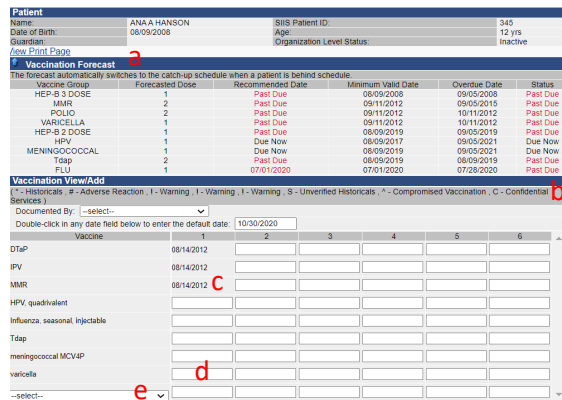 Patient
Name: ANA A HANSON SIIS Patient ID: 345
Date of Birth: 08/09/2008 Age: 12 yrs
Guardian: Organization Level Status: Inactive
View Print Page
a
Vaccination Forecast
The forecast automatically switches to the catch-up schedule when a patient is behind schedule.
Vaccine Group Forecasted Dose Recommended Date Minimum Valid Date Overdue Date Status
HEP-B 3 DOSE 1 Past Due 08/09/2008 09/05/2008 Past Due
MMR 2 Past Due 09/11/2012 09/05/2015 Past Due
POLIO 2 Past Due 09/11/2012 10/11/2012 Past Due
VARICELLA 1 Past Due 09/11/2012 10/11/2012 Past Due
HEP-B 2 DOSE 1 Past Due 08/09/2019 09/05/2019 Past Due
HPV 1 Due Now 08/09/2017 09/05/2021 Due Now
MENINGOCOCCAL 1 Due Now 08/09/2019 09/05/2021 Due Now
Tdap 2 Past Due 08/09/2019 08/09/2019 Past Due
FLU 1 07/01/2020 07/01/2020 07/28/2020 Past Due
Vaccination View/Add
( * - Historicals , # - Adverse Reaction , ! - Warning , ! - Warning , ! - Warning , S - Unverified Historicals , ^ - Compromised Vaccination , C - Confidential Services )
b
Documented By: --select--
Double-click in any date field below to enter the default date: 10/30/2020
Vaccine 1 2 3 4 5 6
DTaP 08/14/2012
IPV 08/14/2012
MMR 08/14/2012 c
HPV, quadrivalent
Influenza, seasonal, injectable
Tdap
meningococcal MCV4P
varicella d
--select-- e